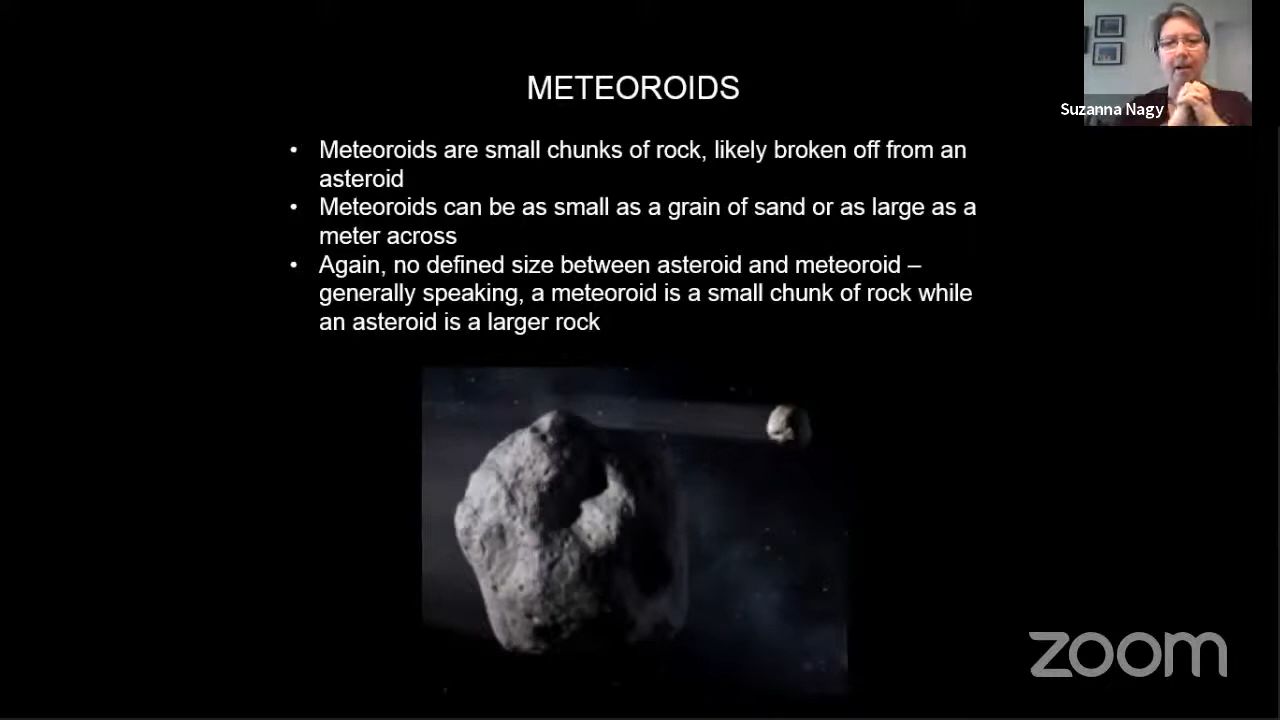 METEOROIDS
Suzanna Nagy
• Meteoroids are small chunks of rock, likely broken off from an
asteroid
• Meteoroids can be as small as a grain of sand or as large as a
meter across
• Again, no defined size between asteroid and meteoroid –
generally speaking, a meteoroid is a small chunk of rock while
an asteroid is a larger rock
zoom